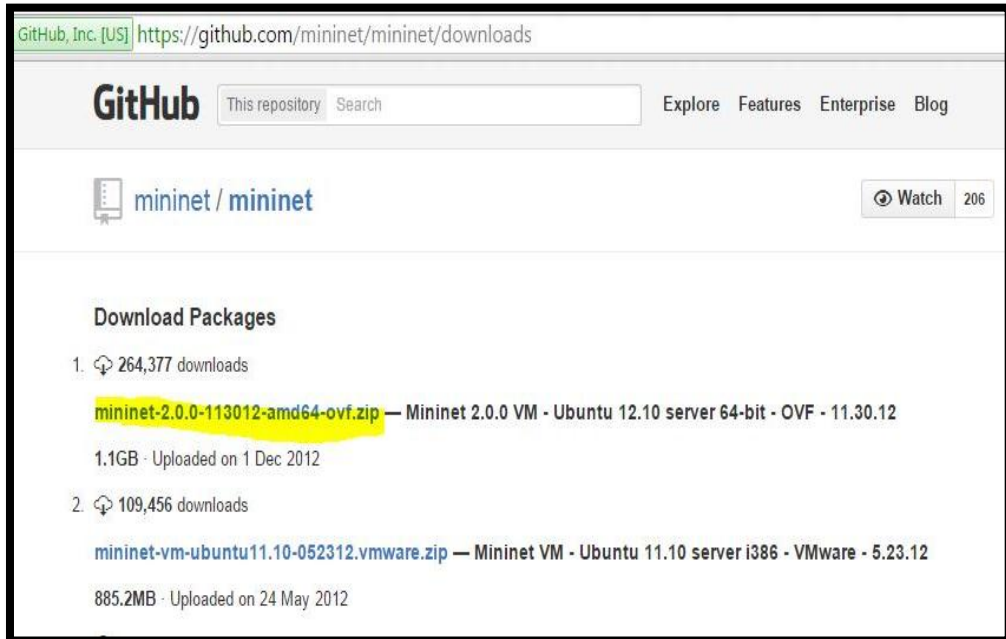 GitHub, Inc. [US] https://github.com/mininet/mininet/downloads
GitHub This repository Search Explore Features Enterprise Blog
mininet / mininet Watch 206
Download Packages
1. 264,377 downloads
mininet-2.0.0-113012-amd64-ovf.zip — Mininet 2.0.0 VM - Ubuntu 12.10 server 64-bit - OVF - 11.30.12
1.1GB · Uploaded on 1 Dec 2012
2. 109,456 downloads
mininet-vm-ubuntu11.10-052312.vmware.zip — Mininet VM - Ubuntu 11.10 server i386 - VMware - 5.23.12
885.2MB · Uploaded on 24 May 2012